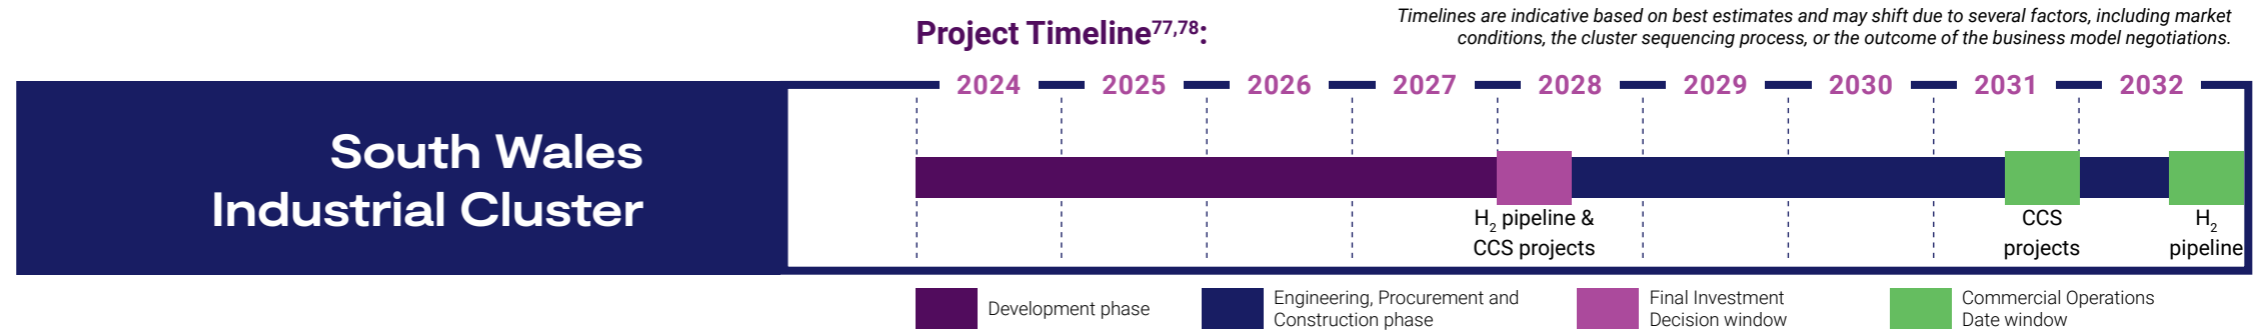 Project Timeline77,78:
Timelines are indicative based on best estimates and may shift due to several factors, including market
conditions, the cluster sequencing process, or the outcome of the business model negotiations.
2024 2025 2026 2027 2028 2029 2030 2031 2032
South Wales
Industrial Cluster
H2 pipeline &
CCS projects
CCS
projects
H2
pipeline
Development phase
Engineering, Procurement and
Construction phase
Final Investment
Decision window
Commercial Operations
Date window